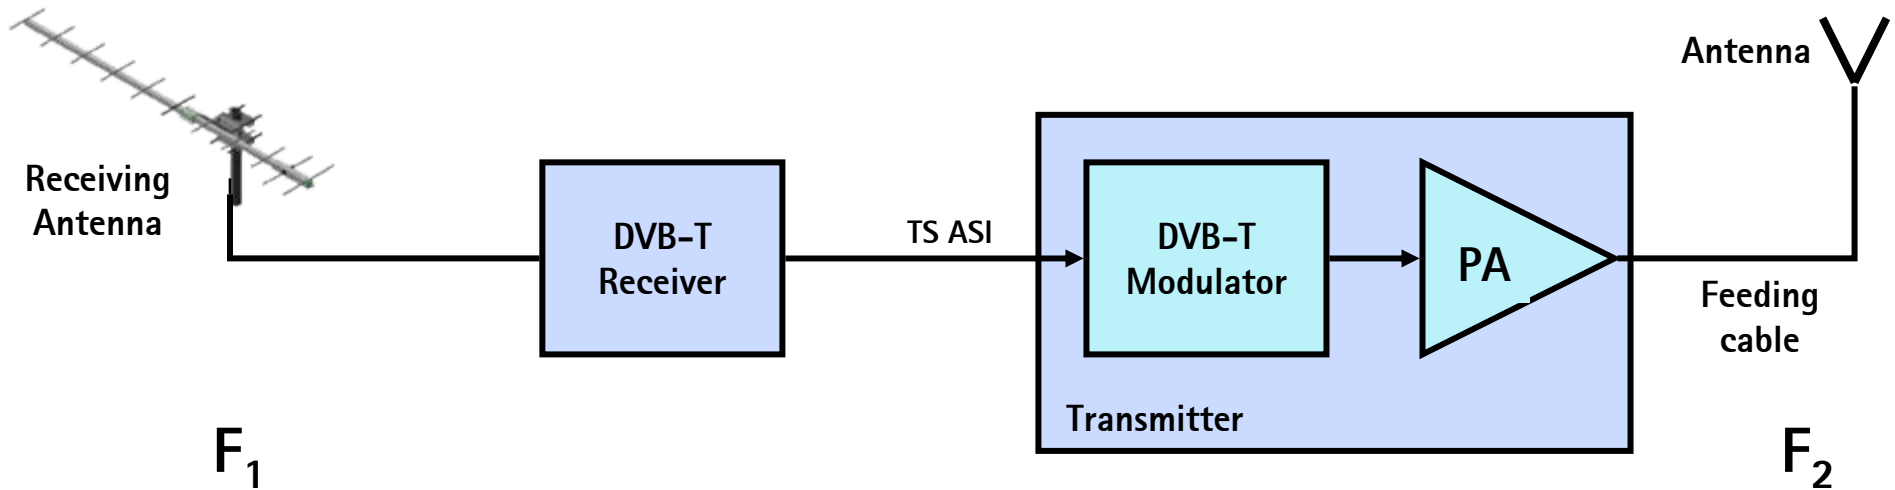 Antenna
Receiving
Antenna
DVB-T
Receiver
TS ASI
DVB-T
Modulator
PA
Feeding
cable
Transmitter
F1
F2